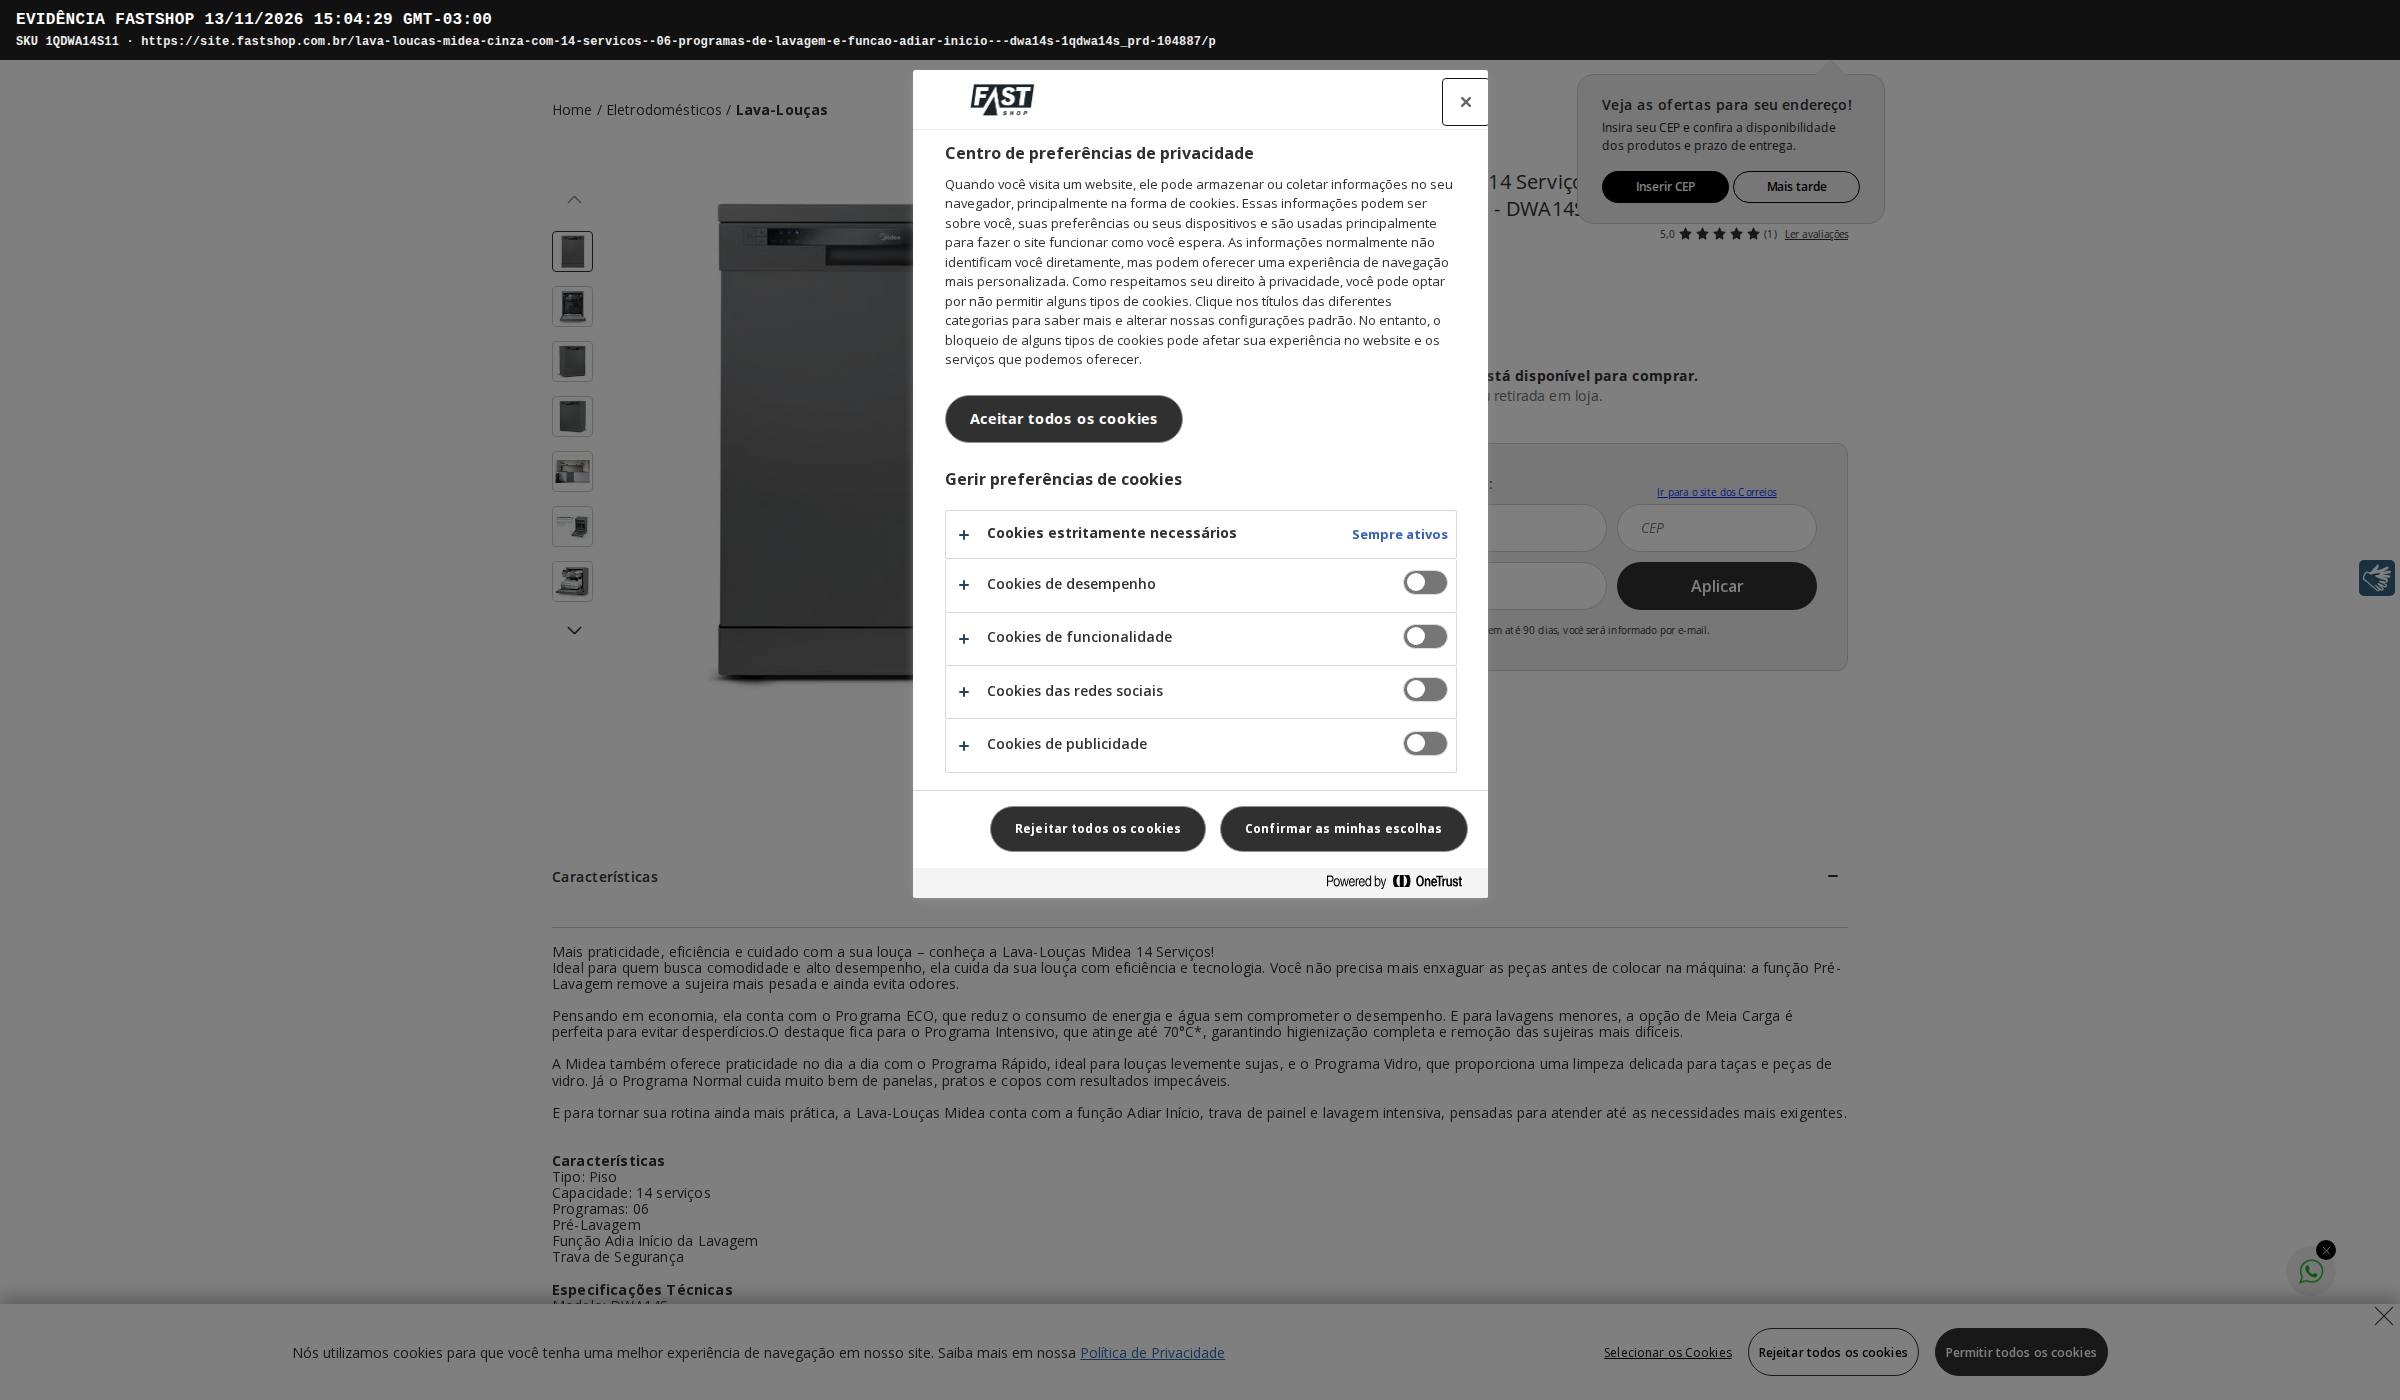 EVIDÊNCIA FASTSHOP 13/11/2026 15:04:29 GMT-03:00
SKU 1QDWA14S11 · https://site.fastshop.com.br/lava-loucas-midea-cinza-com-14-servicos--06-programas-de-lavagem-e-funcao-adiar-inicio---dwa14s-1qdwa14s_prd-104887/p
Home / Eletrodomésticos / Lava-Louças
Midea
FAST SHOP
Centro de preferências de privacidade
Quando você visita um website, ele pode armazenar ou coletar informações no seu
navegador, principalmente na forma de cookies. Essas informações podem ser
sobre você, suas preferências ou seus dispositivos e são usadas principalmente
para fazer o site funcionar como você espera. As informações normalmente não
identificam você diretamente, mas podem oferecer uma experiência de navegação
mais personalizada. Como respeitamos seu direito à privacidade, você pode optar
por não permitir alguns tipos de cookies. Clique nos títulos das diferentes
categorias para saber mais e alterar nossas configurações padrão. No entanto, o
bloqueio de alguns tipos de cookies pode afetar sua experiência no website e os
serviços que podemos oferecer.
Aceitar todos os cookies
Gerir preferências de cookies
Cookies estritamente necessários Sempre ativos
Cookies de desempenho
Cookies de funcionalidade
Cookies das redes sociais
Cookies de publicidade
Rejeitar todos os cookies Confirmar as minhas escolhas
Powered by OneTrust
Veja as ofertas para seu endereço!
Insira seu CEP e confira a disponibilidade
dos produtos e prazo de entrega.
Inserir CEP Mais tarde
14 Serviço
- DWA14S
5,0 (1) Ler avaliações
stá disponível para comprar.
retirada em loja.
:
Ir para o site dos Correios
CEP
Aplicar
em até 90 dias, você será informado por e-mail.
Características
Mais praticidade, eficiência e cuidado com a sua louça – conheça a Lava-Louças Midea 14 Serviços!
Ideal para quem busca comodidade e alto desempenho, ela cuida da sua louça com eficiência e tecnologia. Você não precisa mais enxaguar as peças antes de colocar na máquina: a função Pré-
Lavagem remove a sujeira mais pesada e ainda evita odores.
Pensando em economia, ela conta com o Programa ECO, que reduz o consumo de energia e água sem comprometer o desempenho. E para lavagens menores, a opção de Meia Carga é
perfeita para evitar desperdícios.O destaque fica para o Programa Intensivo, que atinge até 70°C*, garantindo higienização completa e remoção das sujeiras mais difíceis.
A Midea também oferece praticidade no dia a dia com o Programa Rápido, ideal para louças levemente sujas, e o Programa Vidro, que proporciona uma limpeza delicada para taças e peças de
vidro. Já o Programa Normal cuida muito bem de panelas, pratos e copos com resultados impecáveis.
E para tornar sua rotina ainda mais prática, a Lava-Louças Midea conta com a função Adiar Início, trava de painel e lavagem intensiva, pensadas para atender até as necessidades mais exigentes.
Características
Tipo: Piso
Capacidade: 14 serviços
Programas: 06
Pré-Lavagem
Função Adia Início da Lavagem
Trava de Segurança
Especificações Técnicas
Modelo: DWA14S
Nós utilizamos cookies para que você tenha uma melhor experiência de navegação em nosso site. Saiba mais em nossa Política de Privacidade
Selecionar os Cookies Rejeitar todos os cookies Permitir todos os cookies